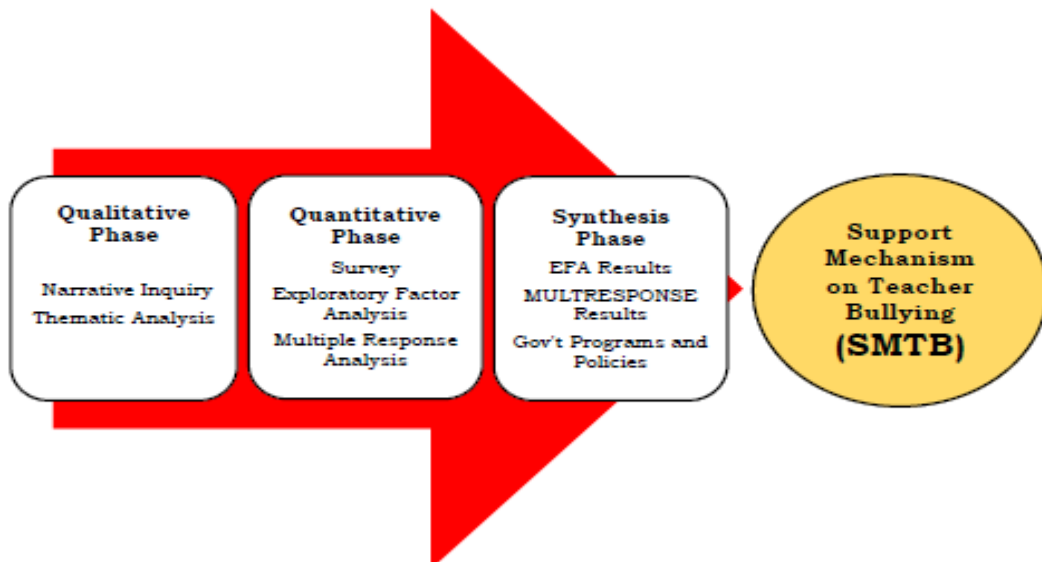 Qualitative
Phase
Narrative Inquiry
Thematic Analysis
Quantitative
Phase
Survey
Exploratory Factor
Analysis
Multiple Response
Analysis
Synthesis
Phase
EFA Results
MULTRESPONSE
Results
Gov't Programs and
Policies
Support
Mechanism
on Teacher
Bullying
(SMTB)